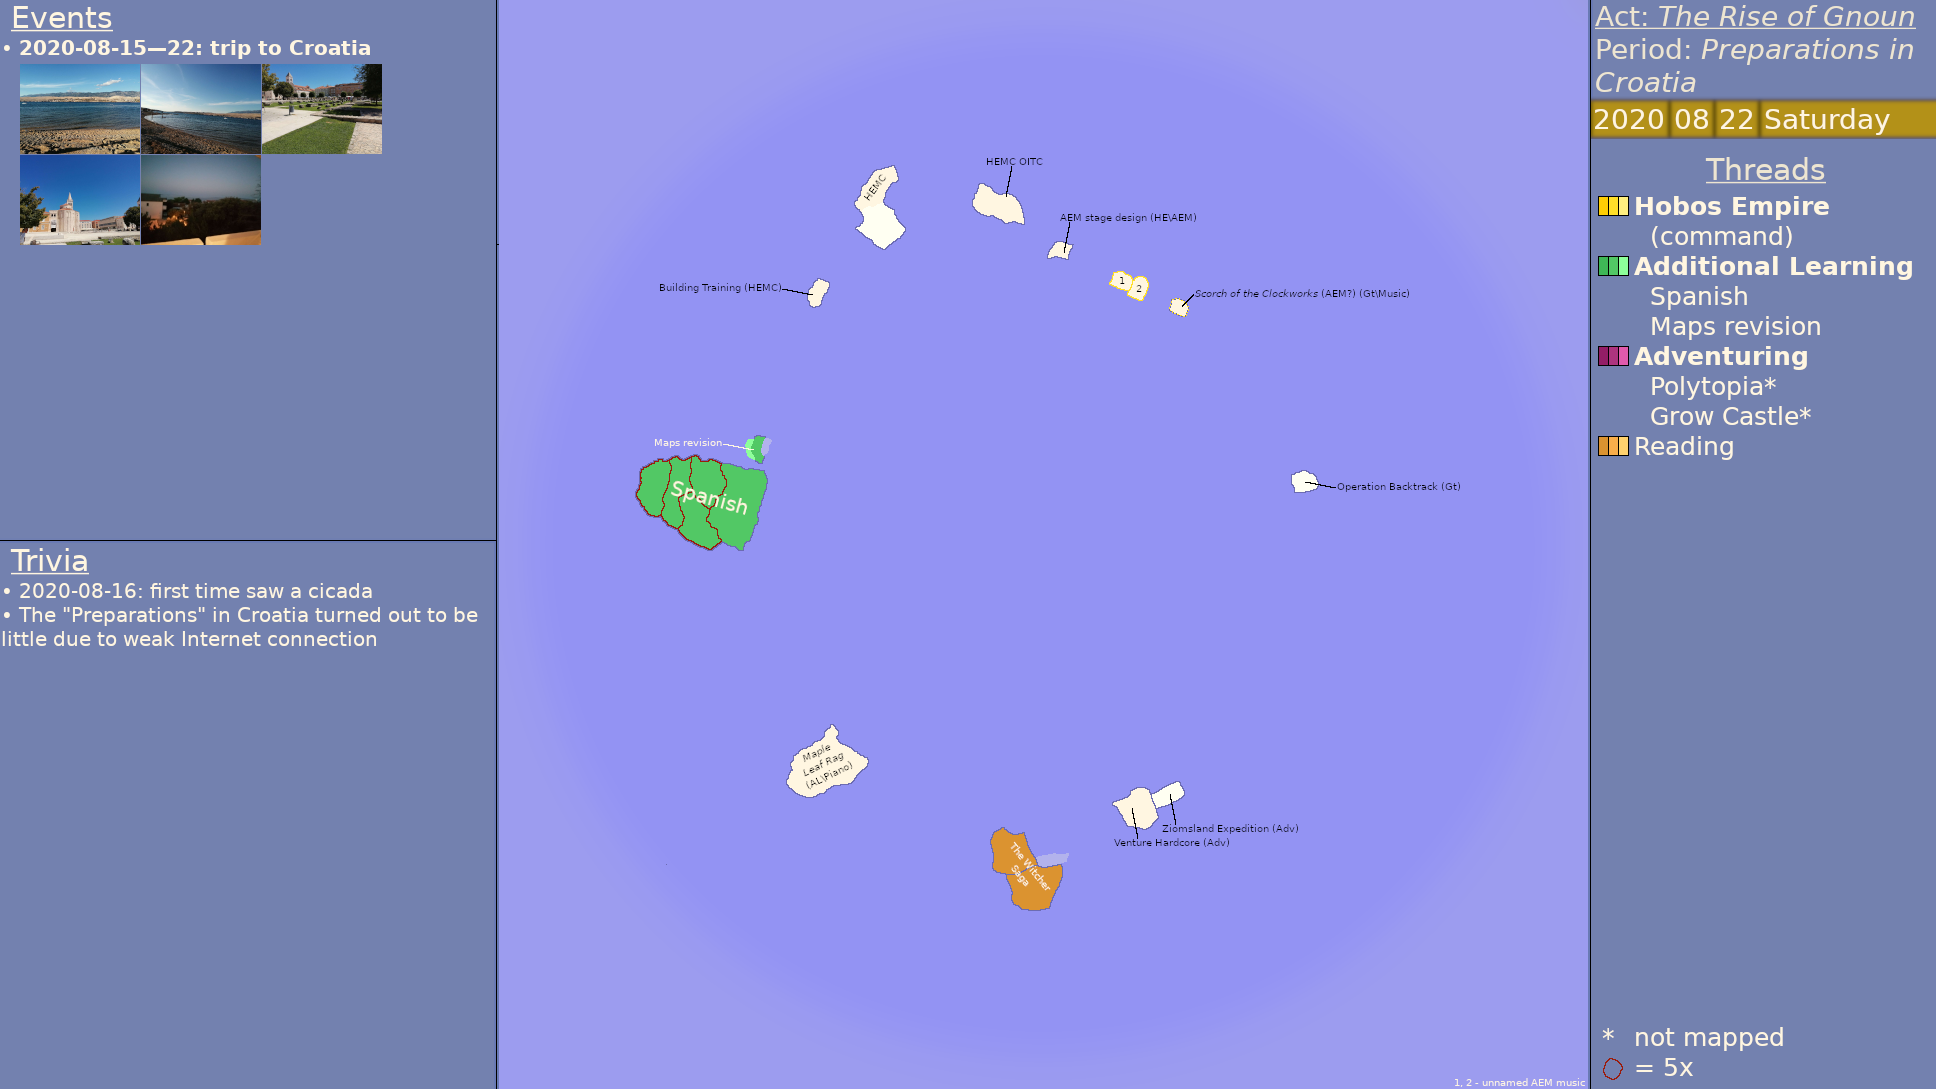 Events
• 2020-08-15—22: trip to Croatia
Trivia
• 2020-08-16: first time saw a cicada
• The "Preparations" in Croatia turned out to be
little due to weak Internet connection
HEMC
HEMC OITC
AEM stage design (HE\AEM)
Building Training (HEMC)
1
2
Scorch of the Clockworks (AEM?) (Gt\Music)
Maps revision
Spanish
Operation Backtrack (Gt)
Maple
Leaf Rag
(AL\Piano)
Ziomsland Expedition (Adv)
Venture Hardcore (Adv)
The Witcher
Saga
1, 2 - unnamed AEM music
Act: The Rise of Gnoun
Period: Preparations in
Croatia
2020 08 22 Saturday
Threads
Hobos Empire
(command)
Additional Learning
Spanish
Maps revision
Adventuring
Polytopia*
Grow Castle*
Reading
* not mapped
= 5x